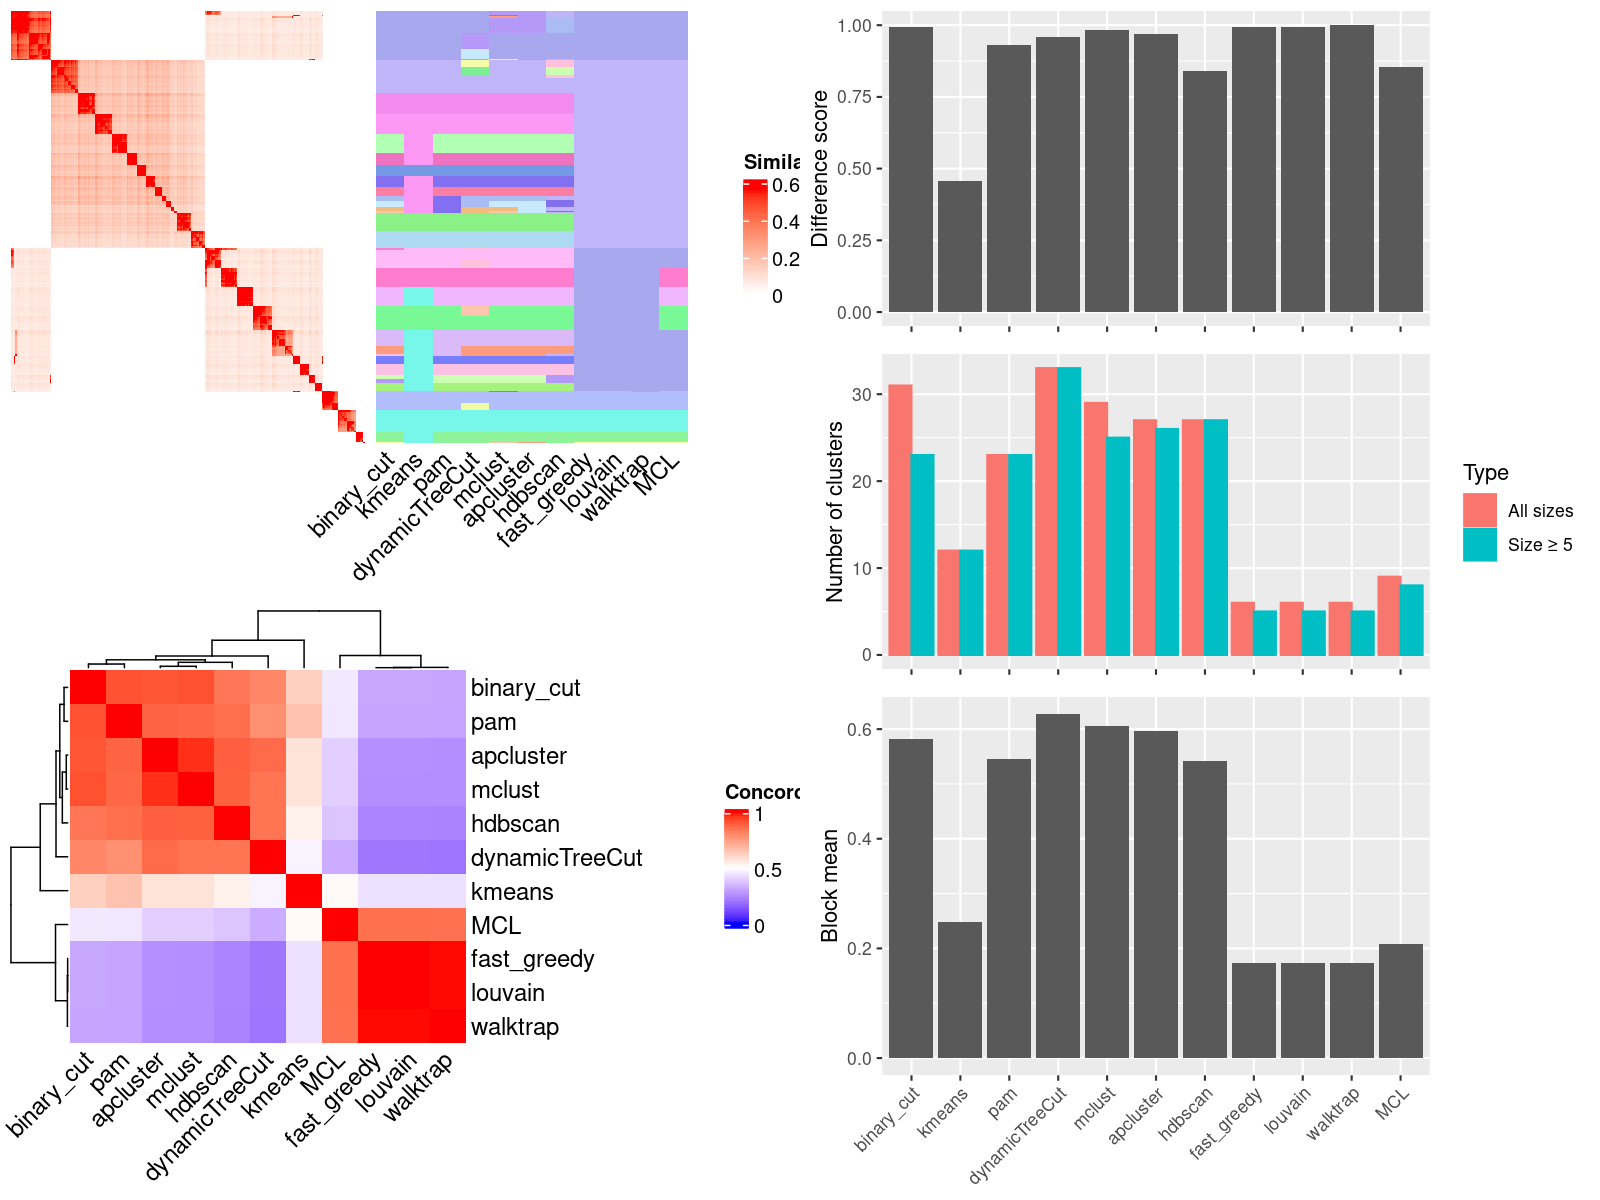 Simila
0.6
0.4
0.2
0
binary_cut
kmeans
pam
dynamicTreeCut
mclust
apcluster
hdbscan
fast_greedy
louvain
walktrap
MCL
Difference score
1.00
0.75
0.50
0.25
0.00
Number of clusters
30
20
10
0
Type
All sizes
Size ≥ 5
Block mean
0.6
0.4
0.2
0.0
binary_cut
kmeans
pam
dynamicTreeCut
mclust
apcluster
hdbscan
fast_greedy
louvain
walktrap
MCL
binary_cut
pam
apcluster
mclust
hdbscan
dynamicTreeCut
kmeans
MCL
fast_greedy
louvain
walktrap
binary_cut
pam
apcluster
mclust
hdbscan
dynamicTreeCut
kmeans
MCL
fast_greedy
louvain
walktrap
Concord
1
0.5
0